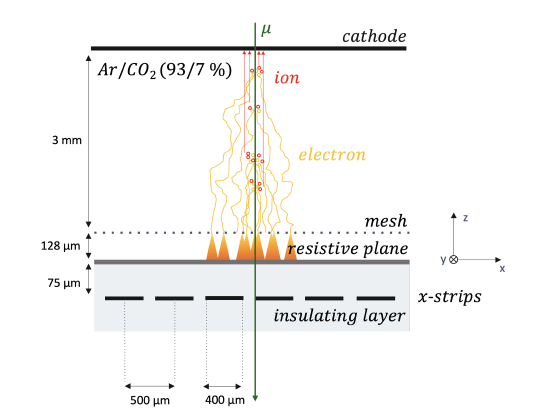 μ
cathode
Ar/CO₂ (93/7 %)
ion
3 mm
electron
mesh
z
128 μm
resistive plane
y
x
75 μm
x-strips
insulating layer
500 μm
400 μm